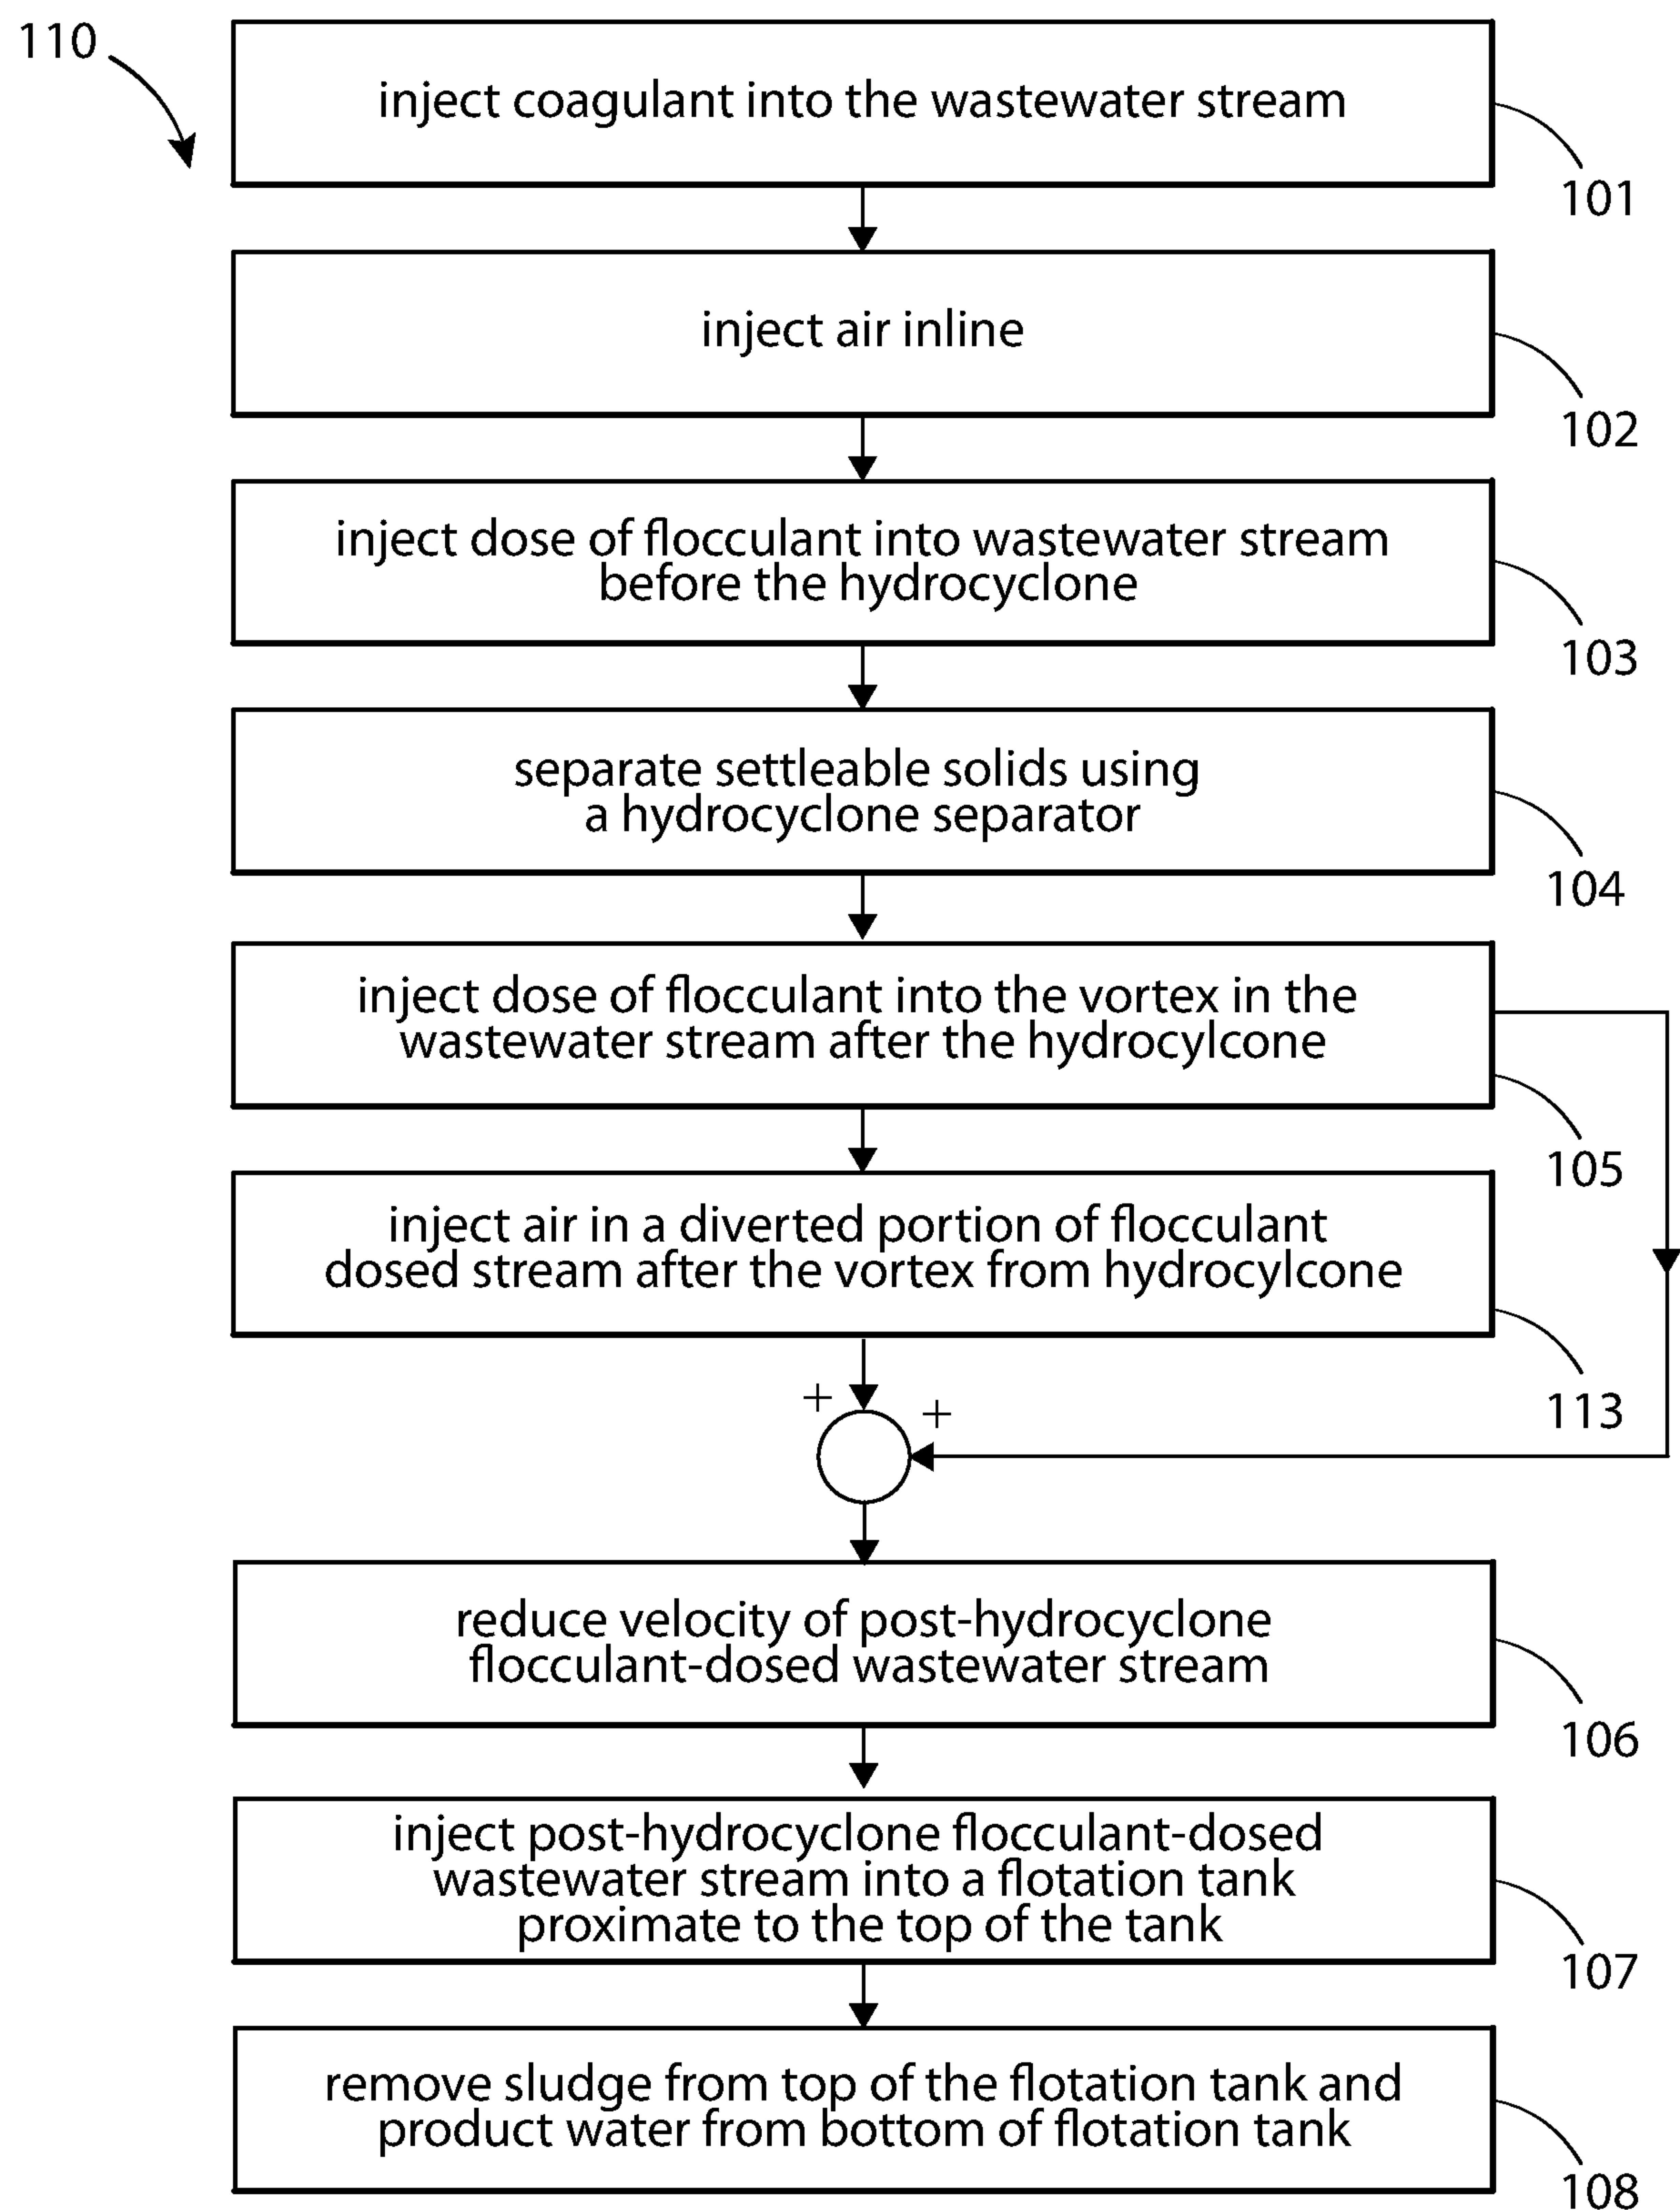 110
inject coagulant into the wastewater stream
101
inject air inline
102
inject dose of flocculant into wastewater stream
before the hydrocyclone
103
separate settleable solids using
a hydrocyclone separator
104
inject dose of flocculant into the vortex in the
wastewater stream after the hydrocylcone
105
inject air in a diverted portion of flocculant
dosed stream after the vortex from hydrocylcone
113
+
+
reduce velocity of post-hydrocyclone
flocculant-dosed wastewater stream
106
inject post-hydrocyclone flocculant-dosed
wastewater stream into a flotation tank
proximate to the top of the tank
107
remove sludge from top of the flotation tank and
product water from bottom of flotation tank
108